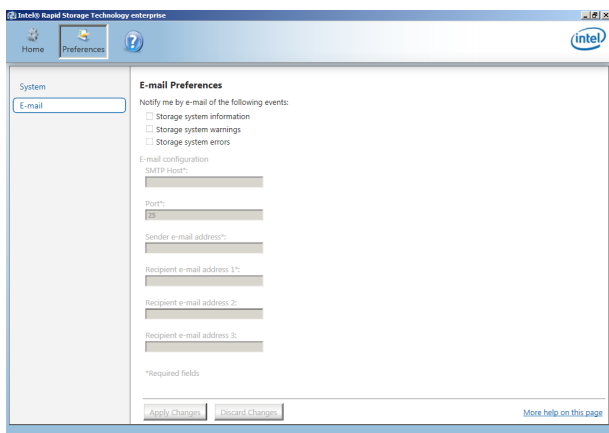 Intel® Rapid Storage Technology enterprise
Home
Preferences
?
intel
System
E-mail
E-mail Preferences
Notify me by e-mail of the following events:
Storage system information
Storage system warnings
Storage system errors
E-mail configuration
SMTP Host*:
Port*:
25
Sender e-mail address*:
Recipient e-mail address 1*:
Recipient e-mail address 2:
Recipient e-mail address 3:
*Required fields
Apply Changes
Discard Changes
More help on this page